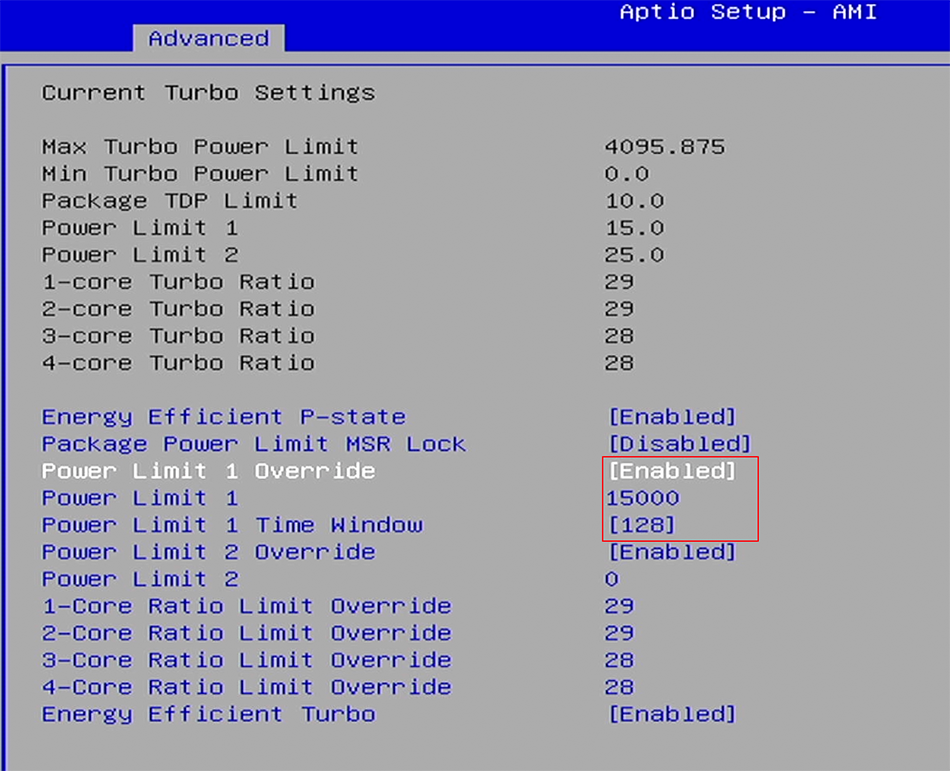 Aptio Setup - AMI
Advanced
Current Turbo Settings
Max Turbo Power Limit 4095.875
Min Turbo Power Limit 0.0
Package TDP Limit 10.0
Power Limit 1 15.0
Power Limit 2 25.0
1-core Turbo Ratio 29
2-core Turbo Ratio 29
3-core Turbo Ratio 28
4-core Turbo Ratio 28
Energy Efficient P-state [Enabled]
Package Power Limit MSR Lock [Disabled]
Power Limit 1 Override [Enabled]
Power Limit 1 15000
Power Limit 1 Time Window [128]
Power Limit 2 Override [Enabled]
Power Limit 2 0
1-Core Ratio Limit Override 29
2-Core Ratio Limit Override 29
3-Core Ratio Limit Override 28
4-Core Ratio Limit Override 28
Energy Efficient Turbo [Enabled]